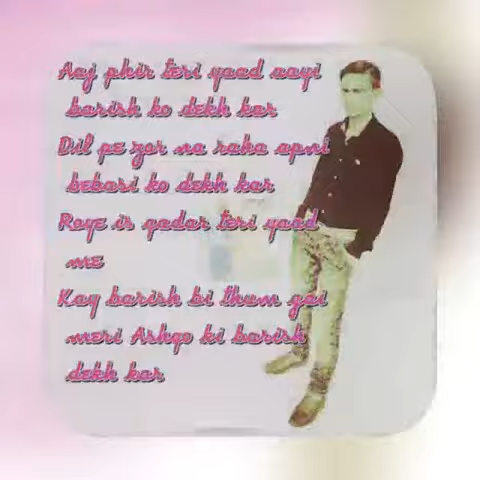 Aaj phir teri yaad aayi
barish ko dekh kar
Dil pe zor na raha apni
bebasi ko dekh kar
Roye is qadar teri yaad
me
Kay barish bi thum gai
meri Ashqo ki barish
dekh kar